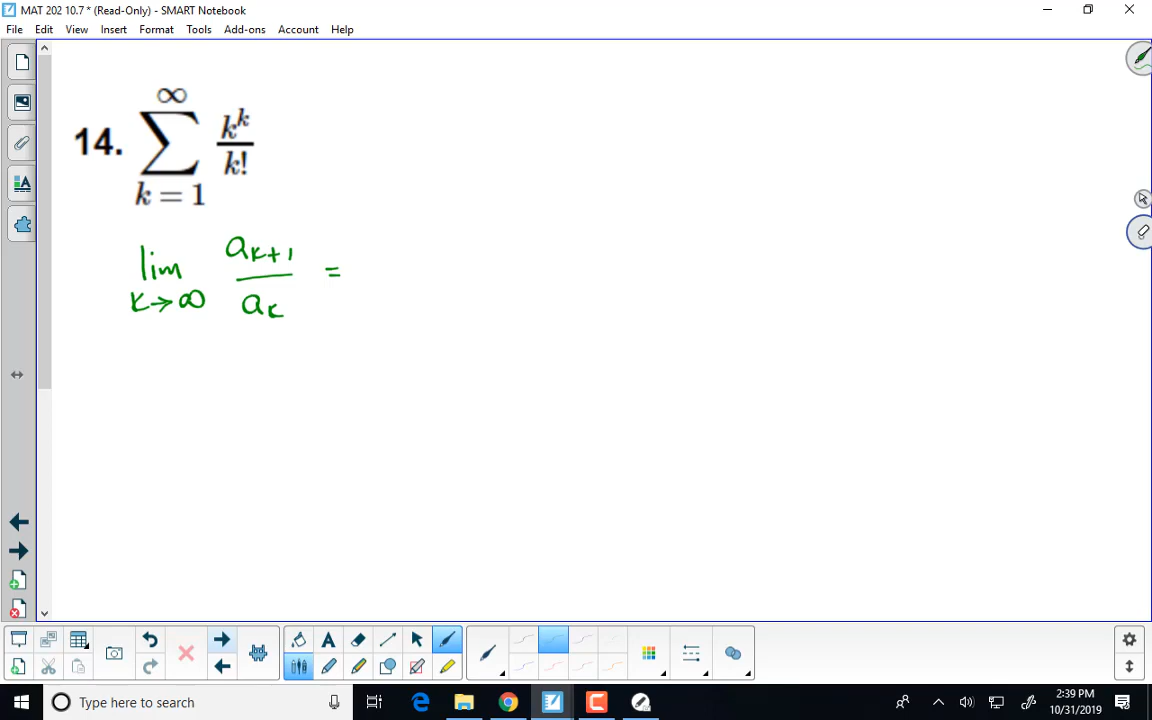 MAT 202 10.7 * (Read-Only) - SMART Notebook
File Edit View Insert Format Tools Add-ons Account Help
∞
14. ∑ k^k / k!
k = 1
lim a_{k+1} / a_k =
k→∞
Type here to search
2:39 PM
10/31/2019